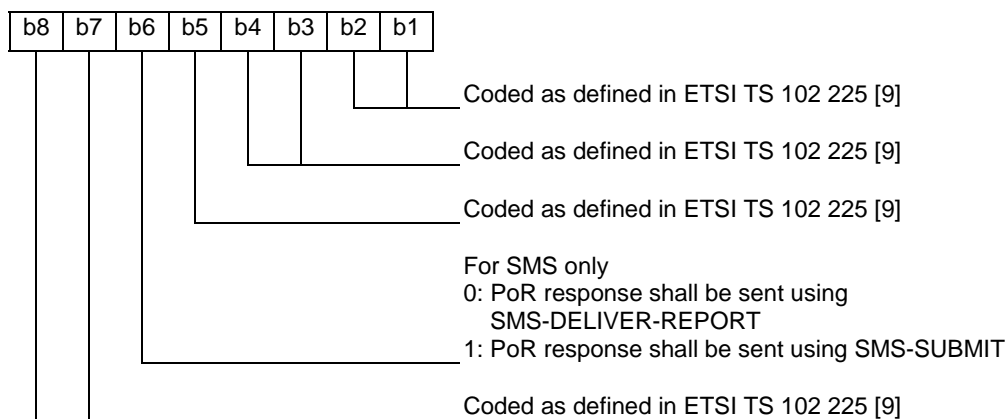 b8 b7 b6 b5 b4 b3 b2 b1
Coded as defined in ETSI TS 102 225 [9]
Coded as defined in ETSI TS 102 225 [9]
Coded as defined in ETSI TS 102 225 [9]
For SMS only
0: PoR response shall be sent using
SMS-DELIVER-REPORT
1: PoR response shall be sent using SMS-SUBMIT
Coded as defined in ETSI TS 102 225 [9]